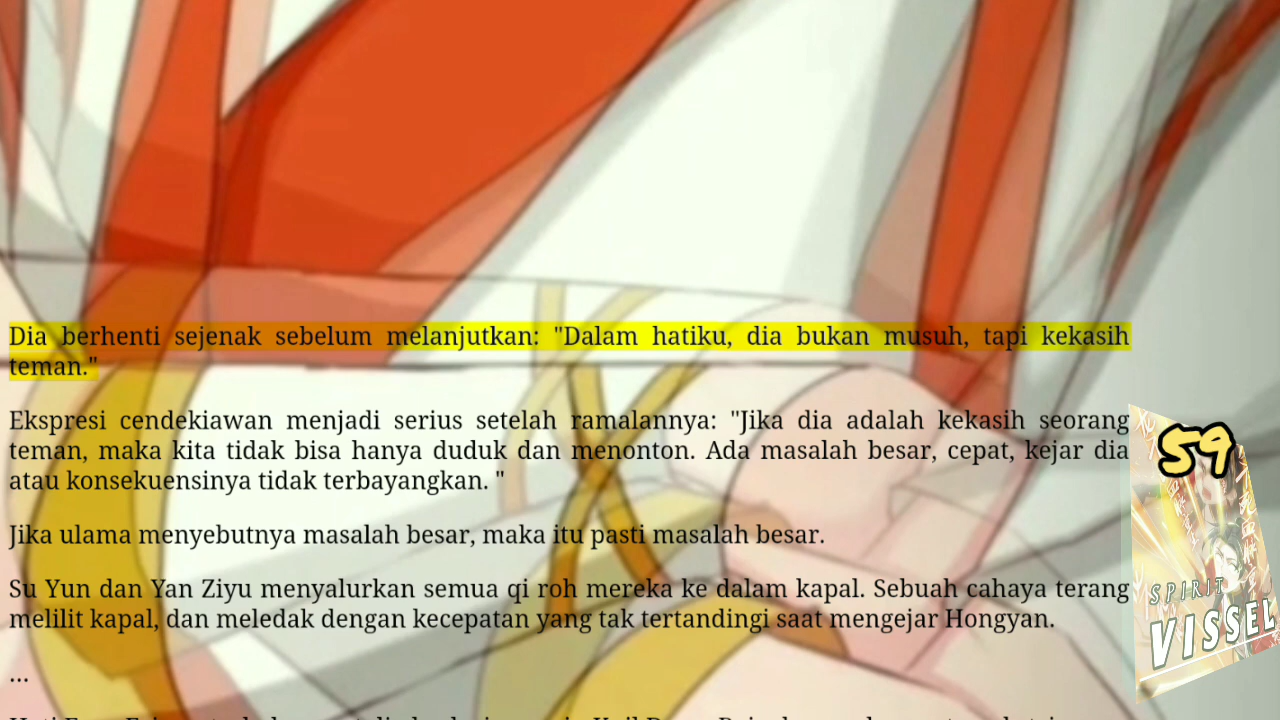 Dia berhenti sejenak sebelum melanjutkan: "Dalam hatiku, dia bukan musuh, tapi kekasih
teman."
Ekspresi cendekiawan menjadi serius setelah ramalannya: "Jika dia adalah kekasih seorang
teman, maka kita tidak bisa hanya duduk dan menonton. Ada masalah besar, cepat, kejar dia
atau konsekuensinya tidak terbayangkan. "
Jika ulama menyebutnya masalah besar, maka itu pasti masalah besar.
Su Yun dan Yan Ziyu menyalurkan semua qi roh mereka ke dalam kapal. Sebuah cahaya terang
melilit kapal, dan meledak dengan kecepatan yang tak tertandingi saat mengejar Hongyan.
...
59
SPIRIT
VISSEL